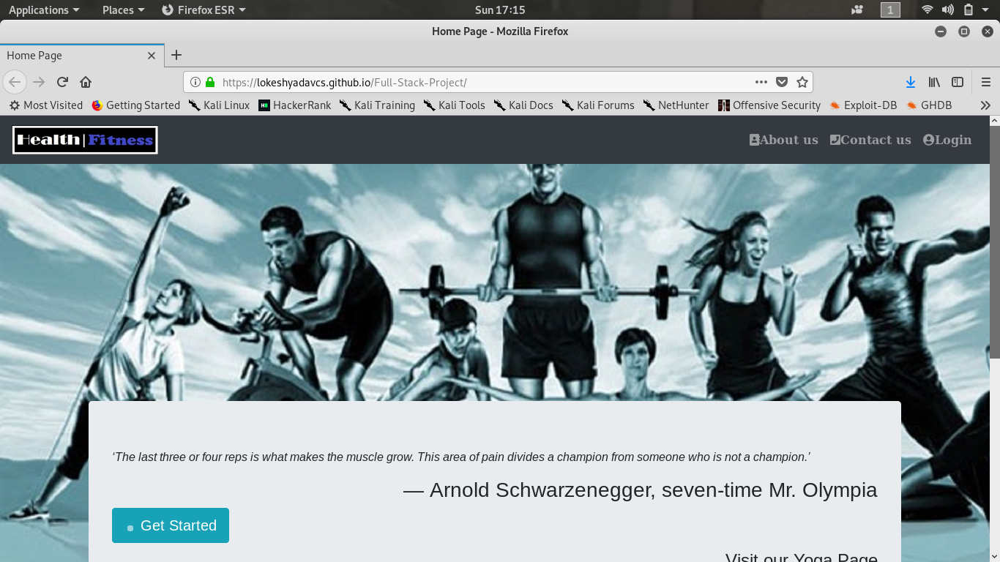 Applications Places Firefox ESR Sun 17:15 1
Home Page - Mozilla Firefox
Home Page
https://lokeshyadavcs.github.io/Full-Stack-Project/
Most Visited Getting Started Kali Linux HackerRank Kali Training Kali Tools Kali Docs Kali Forums NetHunter Offensive Security Exploit-DB GHDB
Health|Fitness About us Contact us Login
‘The last three or four reps is what makes the muscle grow. This area of pain divides a champion from someone who is not a champion.’
— Arnold Schwarzenegger, seven-time Mr. Olympia
Get Started
Visit our Yoga Page